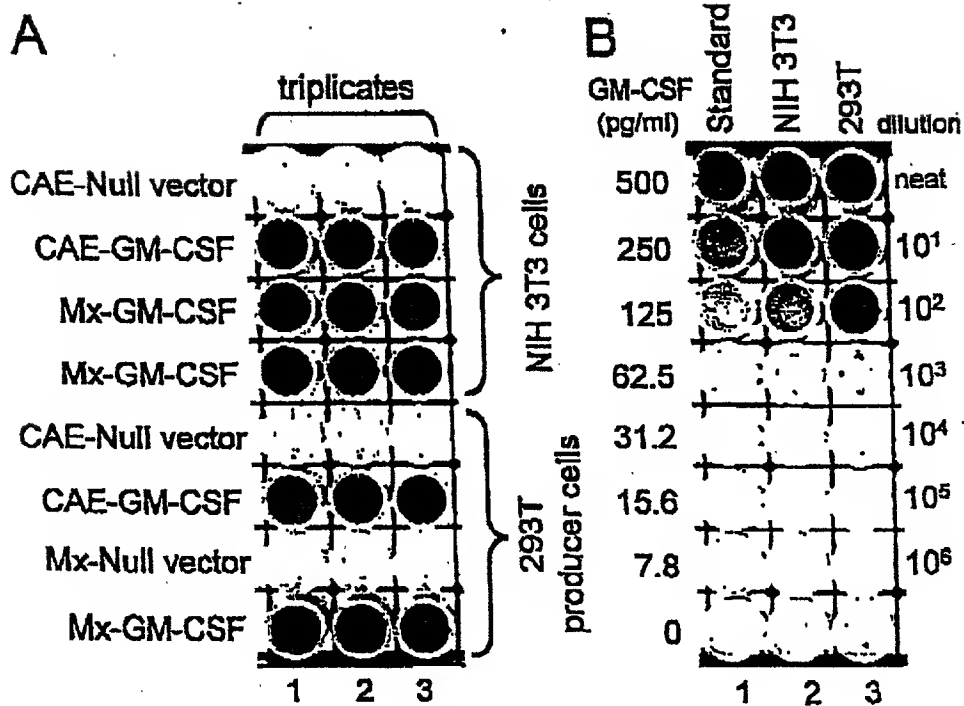 A
triplicates
CAE-Null vector
CAE-GM-CSF
Mx-GM-CSF
Mx-GM-CSF
CAE-Null vector
CAE-GM-CSF
Mx-Null vector
Mx-GM-CSF
1 2 3
NIH 3T3 cells
293T
producer cells
B
GM-CSF
(pg/ml)
Standard
NIH 3T3
293T
dilution
500 neat
250 10¹
125 10²
62.5 10³
31.2 10⁴
15.6 10⁵
7.8 10⁶
0
1 2 3